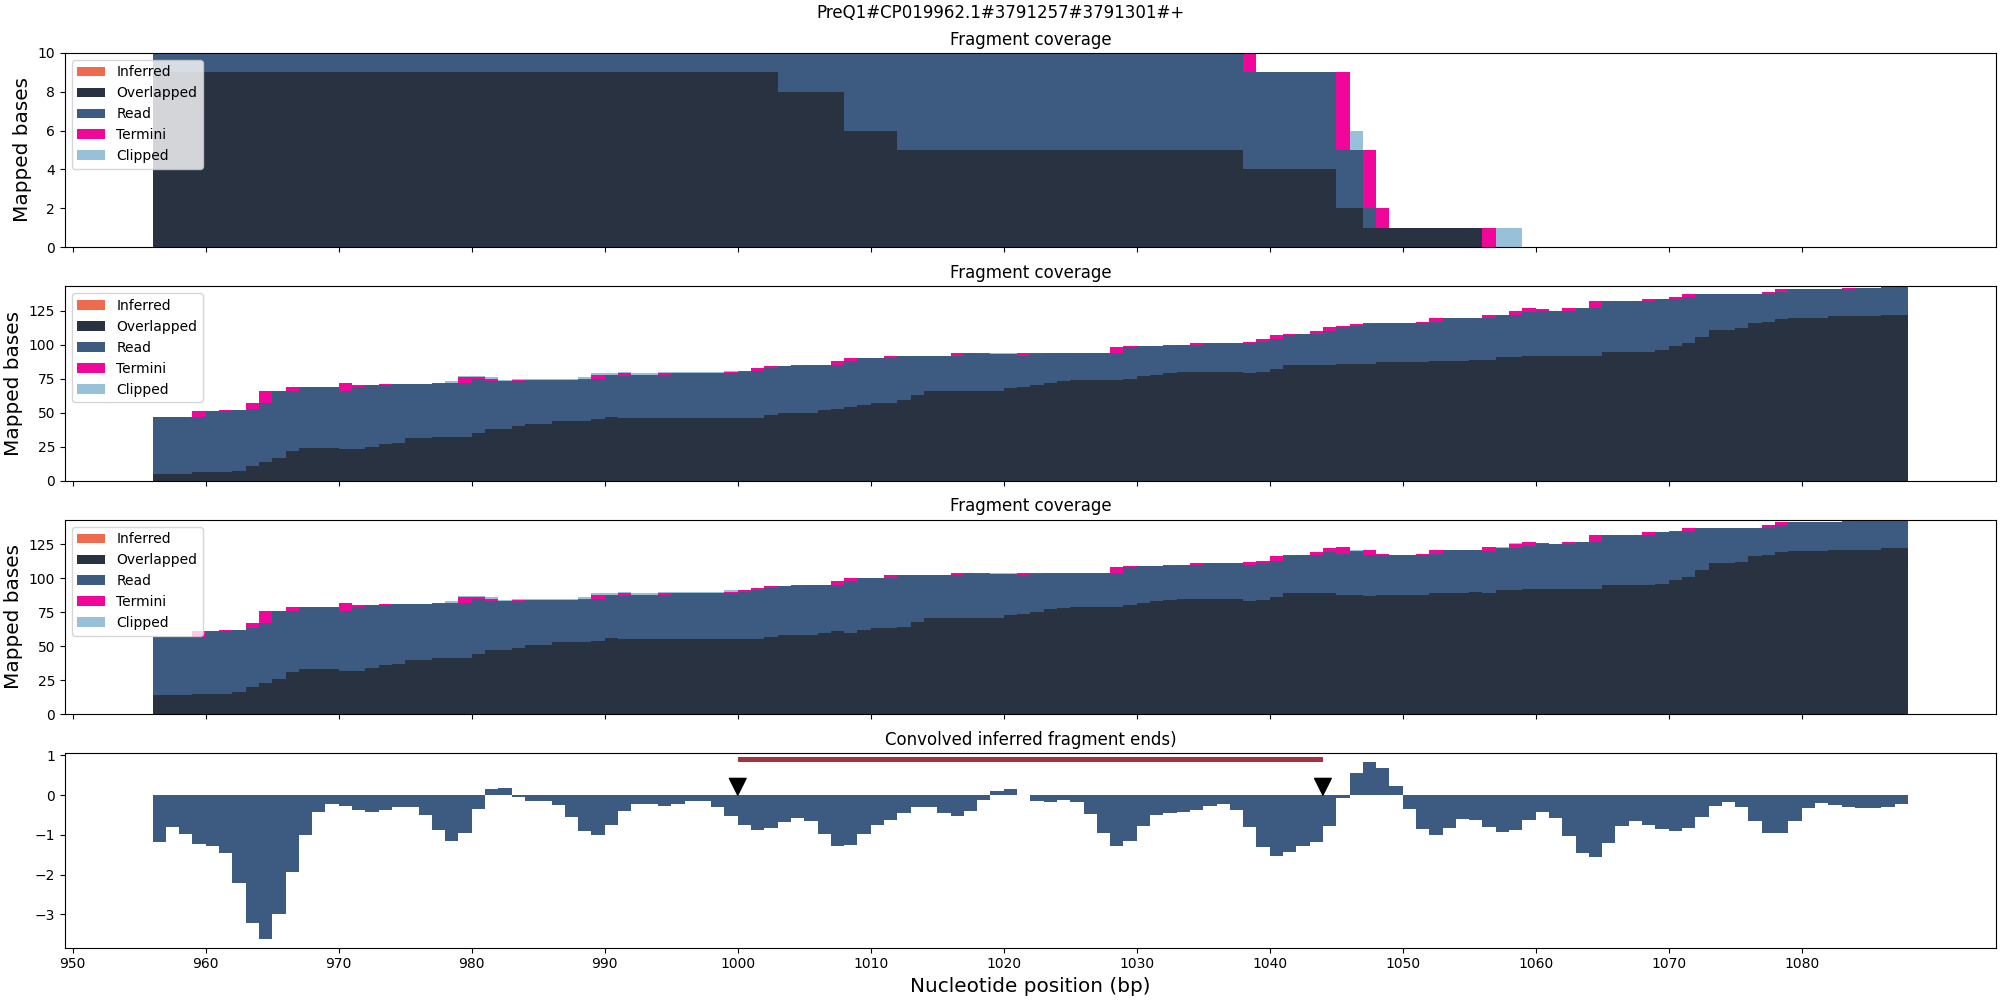 PreQ1#CP019962.1#3791257#3791301#+
Fragment coverage
Mapped bases
10
8
6
4
2
0
Inferred
Overlapped
Read
Termini
Clipped
Fragment coverage
Mapped bases
125
100
75
50
25
0
Inferred
Overlapped
Read
Termini
Clipped
Fragment coverage
Mapped bases
125
100
75
50
25
0
Inferred
Overlapped
Read
Termini
Clipped
Convolved inferred fragment ends)
1
0
−1
−2
−3
950 960 970 980 990 1000 1010 1020 1030 1040 1050 1060 1070 1080
Nucleotide position (bp)